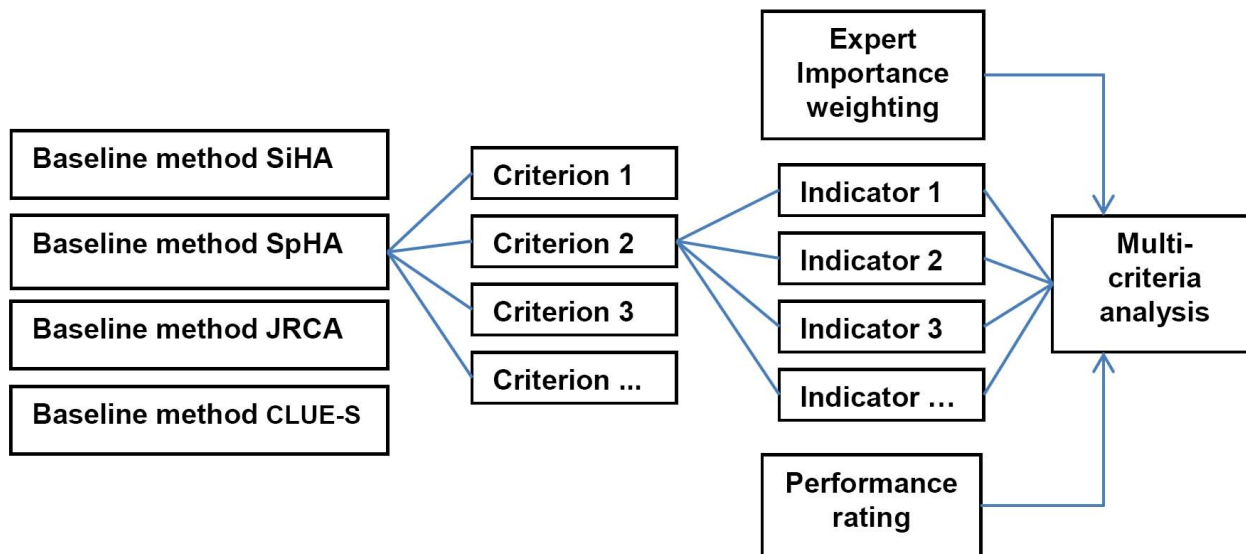 Baseline method SiHA
Baseline method SpHA
Baseline method JRCA
Baseline method CLUE-S
Criterion 1
Criterion 2
Criterion 3
Criterion ...
Expert
Importance
weighting
Indicator 1
Indicator 2
Indicator 3
Indicator …
Performance
rating
Multi-
criteria
analysis